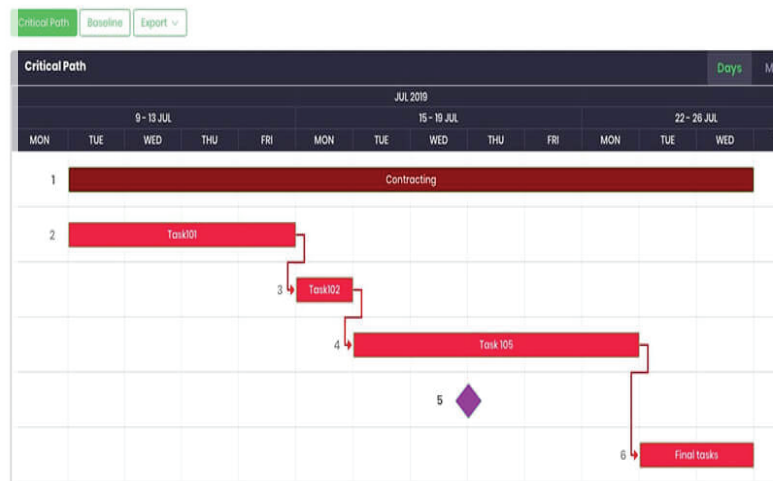 Critical Path Baseline Export
Critical Path Days M
JUL 2019
9 - 13 JUL 15 - 19 JUL 22 - 26 JUL
MON TUE WED THU FRI MON TUE WED THU FRI MON TUE WED
1 Contracting
2 Task101
3 Task102
4 Task 105
5
6 Final tasks